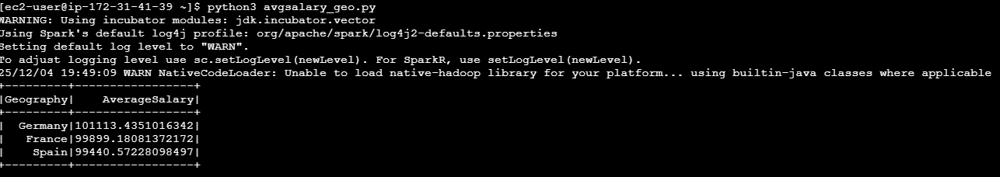 [ec2-user@ip-172-31-41-39 ~]$ python3 avgsalary_geo.py
WARNING: Using incubator modules: jdk.incubator.vector
Using Spark's default log4j profile: org/apache/spark/log4j2-defaults.properties
Setting default log level to "WARN".
To adjust logging level use sc.setLogLevel(newLevel). For SparkR, use setLogLevel(newLevel).
25/12/04 19:49:09 WARN NativeCodeLoader: Unable to load native-hadoop library for your platform... using builtin-java classes where applicable
+---------+-----------------+
|Geography|    AverageSalary|
+---------+-----------------+
|  Germany|101113.4351016342|
|   France|99899.18081372172|
|    Spain|99440.57228098497|
+---------+-----------------+